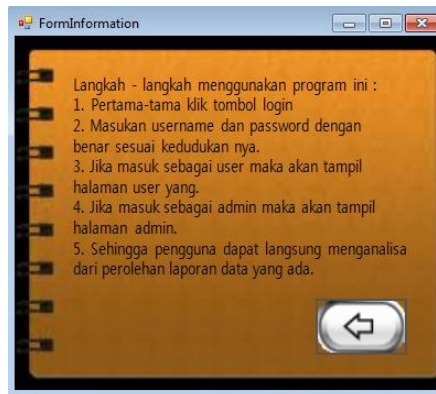 FormInformation
Langkah - langkah menggunakan program ini :
1. Pertama-tama klik tombol login
2. Masukan username dan password dengan
benar sesuai kedudukan nya.
3. Jika masuk sebagai user maka akan tampil
halaman user yang.
4. Jika masuk sebagai admin maka akan tampil
halaman admin.
5. Sehingga pengguna dapat langsung menganalisa
dari perolehan laporan data yang ada.